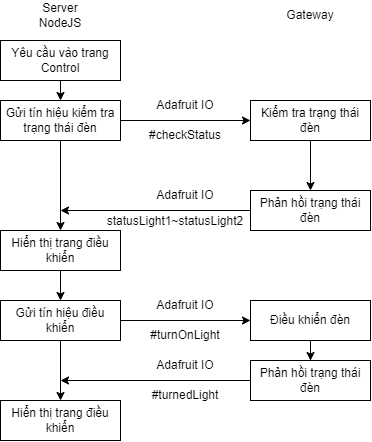 Server
NodeJS
Gateway
Yêu cầu vào trang
Control
Gửi tín hiệu kiểm tra
trạng thái đèn
Adafruit IO
#checkStatus
Kiểm tra trạng thái
đèn
Adafruit IO
statusLight1~statusLight2
Phản hồi trạng thái
đèn
Hiển thị trang điều
khiển
Gửi tín hiệu điều
khiển
Adafruit IO
#turnOnLight
Điều khiển đèn
Adafruit IO
#turnedLight
Phản hồi trạng thái
đèn
Hiển thị trang điều
khiển